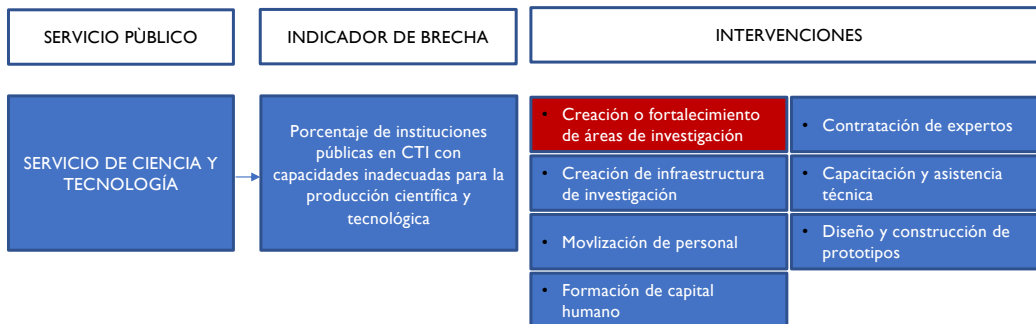 SERVICIO PÙBLICO
INDICADOR DE BRECHA
INTERVENCIONES
SERVICIO DE CIENCIA Y
TECNOLOGÍA
Porcentaje de instituciones
públicas en CTI con
capacidades inadecuadas para la
producción científica y
tecnológica
• Creación o fortalecimiento
de áreas de investigación
• Creación de infraestructura
de investigación
• Movlización de personal
• Formación de capital
humano
• Contratación de expertos
• Capacitación y asistencia
técnica
• Diseño y construcción de
prototipos